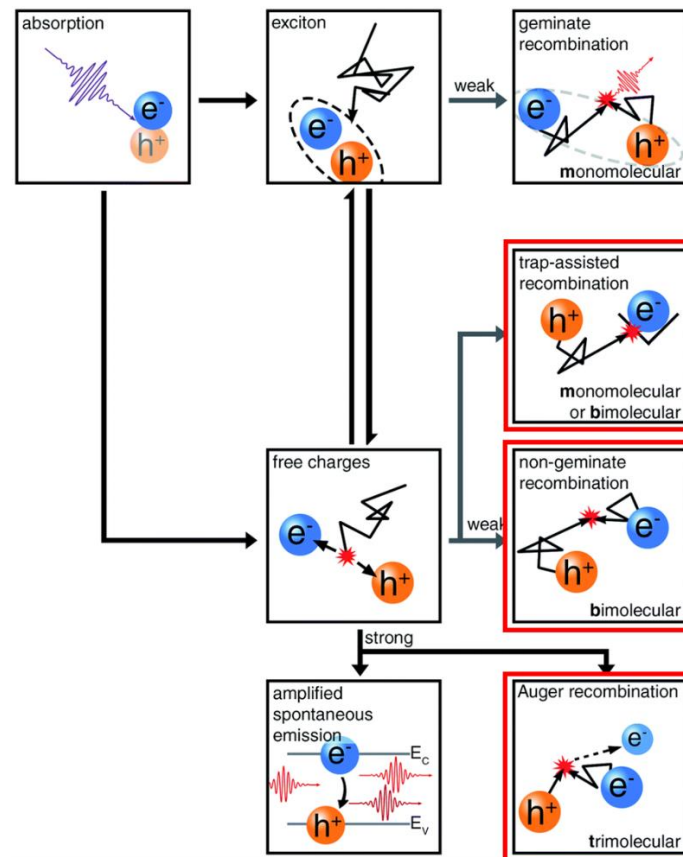 absorption
e-
h+
exciton
e-
h+
weak
geminate
recombination
e-
h+
monomolecular
trap-assisted
recombination
h+
e-
monomolecular
or bimolecular
free charges
e-
h+
weak
non-geminate
recombination
e-
h+
bimolecular
strong
amplified
spontaneous
emission
e-
Ec
h+
Ev
Auger recombination
e-
e-
h+
trimolecular